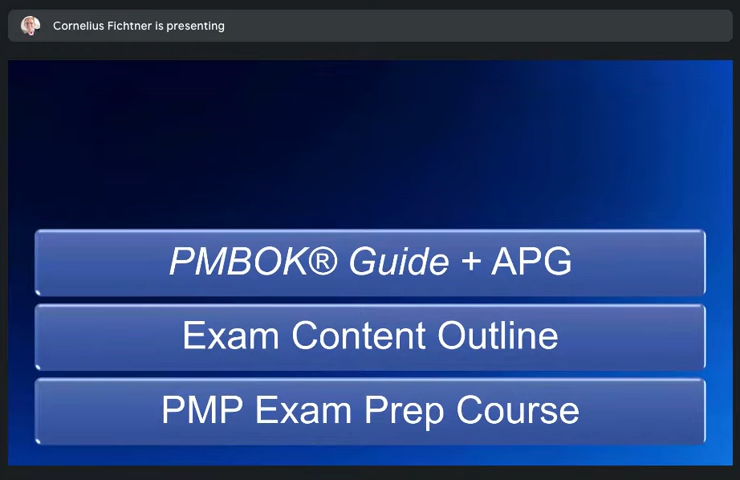 Cornelius Fichtner is presenting
PMBOK® Guide + APG
Exam Content Outline
PMP Exam Prep Course